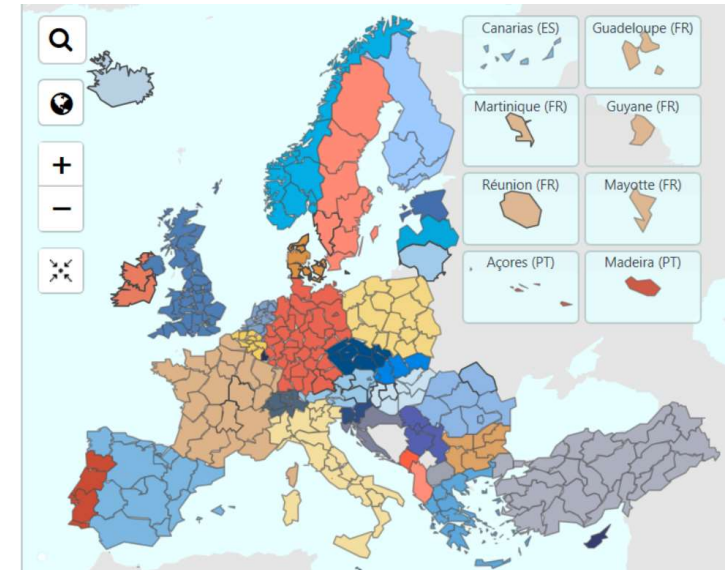 Canarias (ES)
Guadeloupe (FR)
Martinique (FR)
Guyane (FR)
Réunion (FR)
Mayotte (FR)
Açores (PT)
Madeira (PT)
+
−